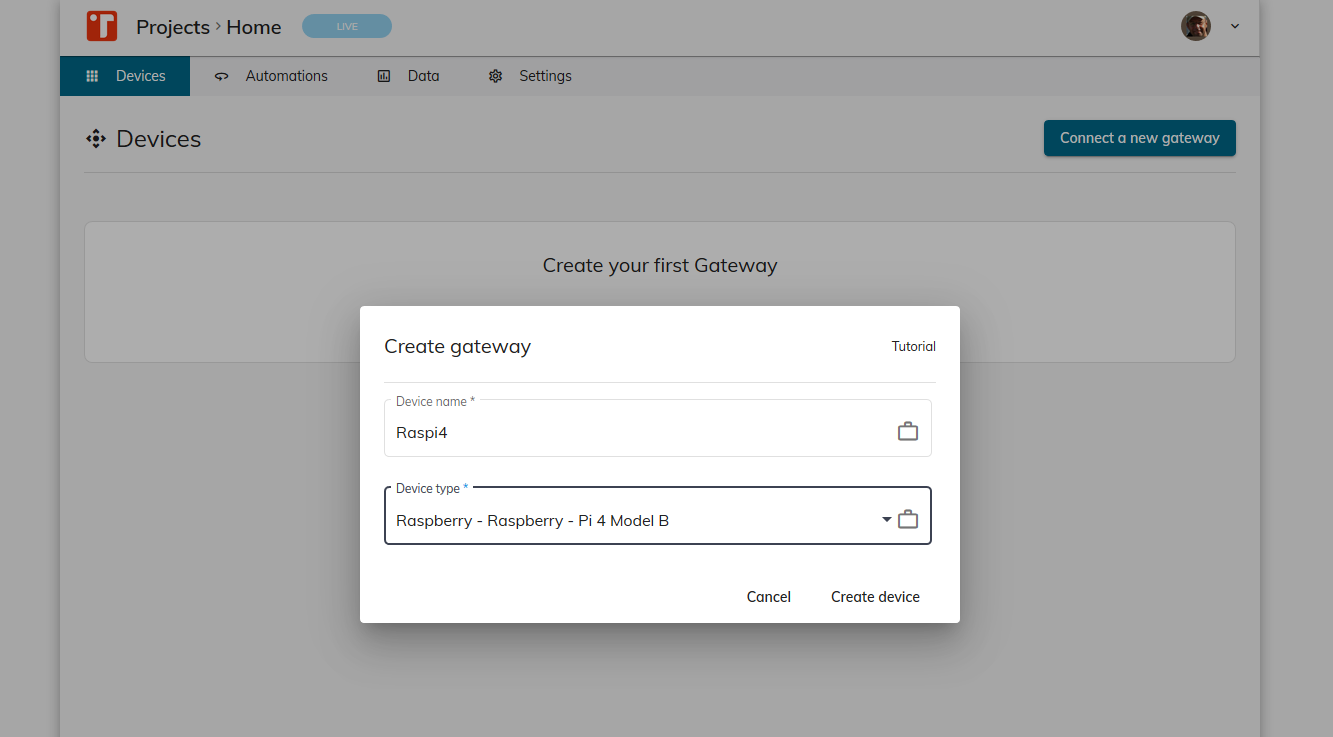 Projects › Home LIVE
Devices Automations Data Settings
Devices Connect a new gateway
Create your first Gateway
Create gateway Tutorial
Device name *
Raspi4
Device type *
Raspberry - Raspberry - Pi 4 Model B
Cancel Create device